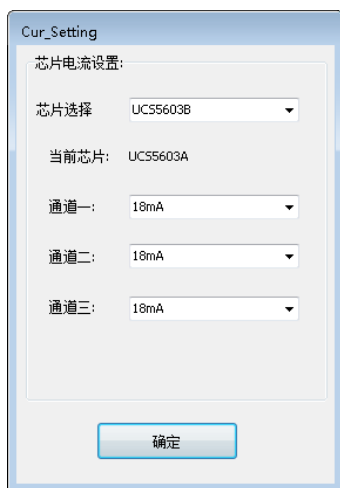 Cur_Setting
芯片电流设置:
芯片选择 UCS5603B
当前芯片: UCS5603A
通道一: 18mA
通道二: 18mA
通道三: 18mA
确定